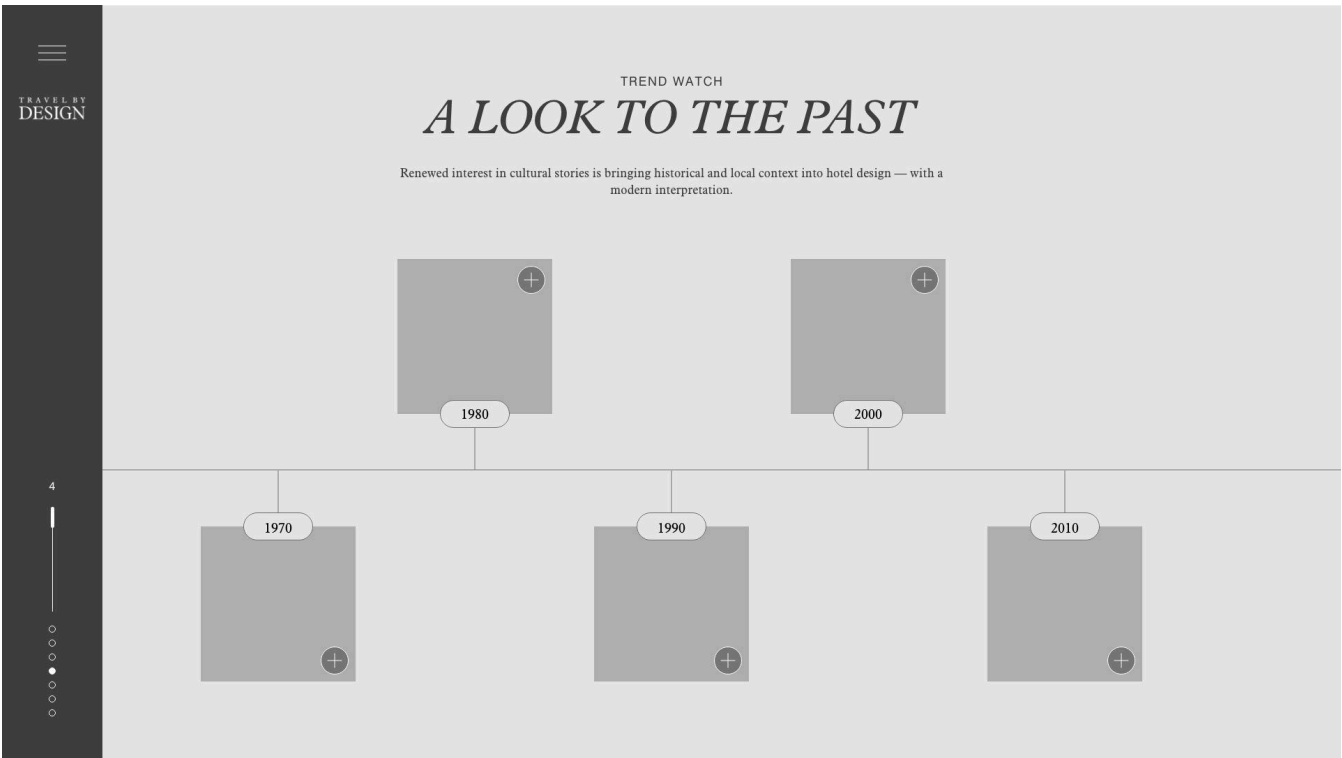 TRAVEL BY
DESIGN
TREND WATCH
A LOOK TO THE PAST
Renewed interest in cultural stories is bringing historical and local context into hotel design — with a
modern interpretation.
1980
2000
1970
1990
2010
4